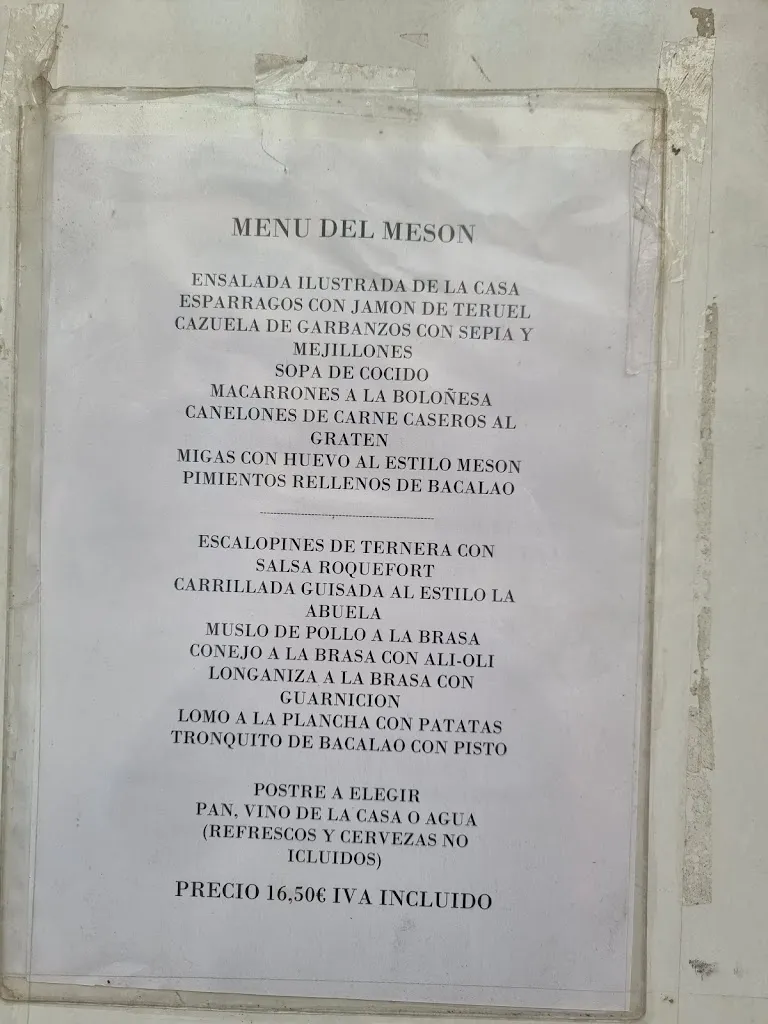 MENU DEL MESON
ENSALADA ILUSTRADA DE LA CASA
ESPARRAGOS CON JAMON DE TERUEL
CAZUELA DE GARBANZOS CON SEPIA Y
MEJILLONES
SOPA DE COCIDO
MACARRONES A LA BOLOÑESA
CANELONES DE CARNE CASEROS AL
GRATEN
MIGAS CON HUEVO AL ESTILO MESON
PIMIENTOS RELLENOS DE BACALAO
ESCALOPINES DE TERNERA CON
SALSA ROQUEFORT
CARRILLADA GUISADA AL ESTILO LA
ABUELA
MUSLO DE POLLO A LA BRASA
CONEJO A LA BRASA CON ALI-OLI
LONGANIZA A LA BRASA CON
GUARNICION
LOMO A LA PLANCHA CON PATATAS
TRONQUITO DE BACALAO CON PISTO
POSTRE A ELEGIR
PAN, VINO DE LA CASA O AGUA
(REFRESCOS Y CERVEZAS NO
ICLUIDOS)
PRECIO 16,50€ IVA INCLUIDO